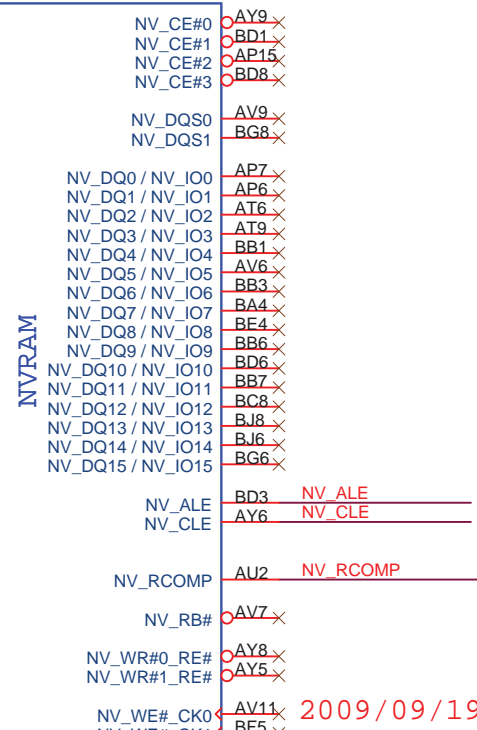 NV_CE#0 AY9
NV_CE#1 BD1
NV_CE#2 AP15
NV_CE#3 BD8
NV_DQS0 AV9
NV_DQS1 BG8
NV_DQ0 / NV_IO0 AP7
NV_DQ1 / NV_IO1 AP6
NV_DQ2 / NV_IO2 AT6
NV_DQ3 / NV_IO3 AT9
NV_DQ4 / NV_IO4 BB1
NV_DQ5 / NV_IO5 AV6
NV_DQ6 / NV_IO6 BB3
NV_DQ7 / NV_IO7 BA4
NV_DQ8 / NV_IO8 BE4
NV_DQ9 / NV_IO9 BB6
NV_DQ10 / NV_IO10 BD6
NV_DQ11 / NV_IO11 BB7
NV_DQ12 / NV_IO12 BC8
NV_DQ13 / NV_IO13 BJ8
NV_DQ14 / NV_IO14 BJ6
NV_DQ15 / NV_IO15 BG6
NVRAM
NV_ALE BD3 NV_ALE
NV_CLE AY6 NV_CLE
NV_RCOMP AU2 NV_RCOMP
NV_RB# AV7
NV_WR#0_RE# AY8
NV_WR#1_RE# AY5
NV_WE#_CK0 AV11 2009/09/19